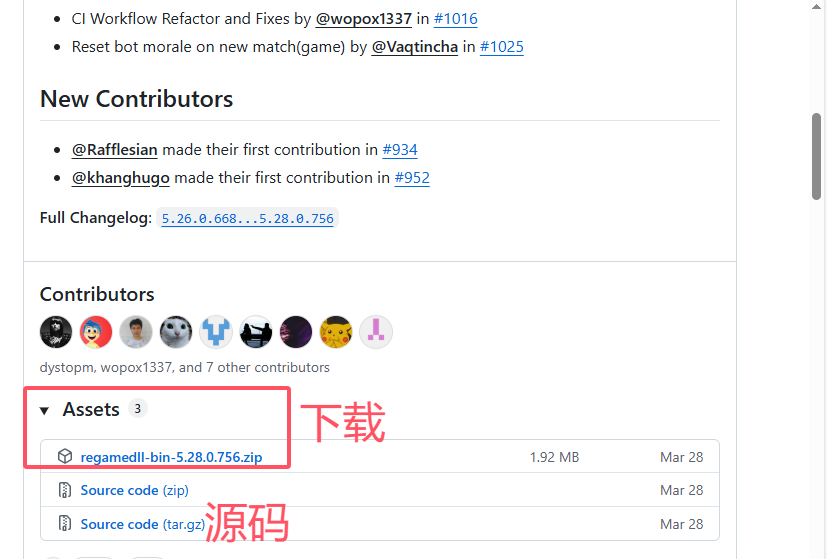 CI Workflow Refactor and Fixes by @wopox1337 in #1016
Reset bot morale on new match(game) by @Vaqtincha in #1025
New Contributors
@Rafflesian made their first contribution in #934
@khanghugo made their first contribution in #952
Full Changelog: 5.26.0.668...5.28.0.756
Contributors
dystopm, wopox1337, and 7 other contributors
Assets 3
下载
regamedll-bin-5.28.0.756.zip 1.92 MB Mar 28
Source code (zip) Mar 28
Source code (tar.gz) Mar 28
源码